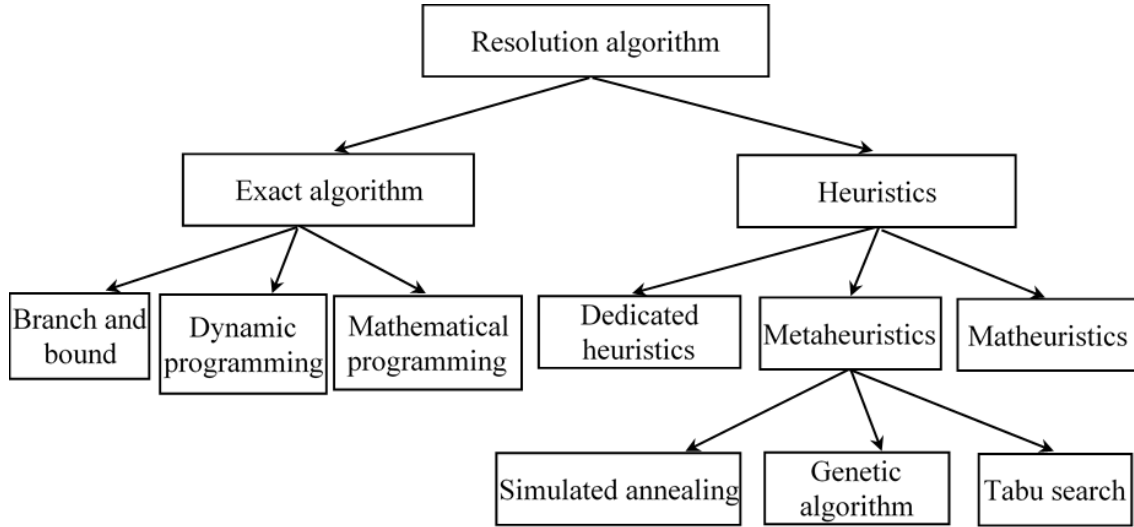 Resolution algorithm
Exact algorithm
Heuristics
Branch and
bound
Dynamic
programming
Mathematical
programming
Dedicated
heuristics
Metaheuristics
Matheuristics
Simulated annealing
Genetic
algorithm
Tabu search